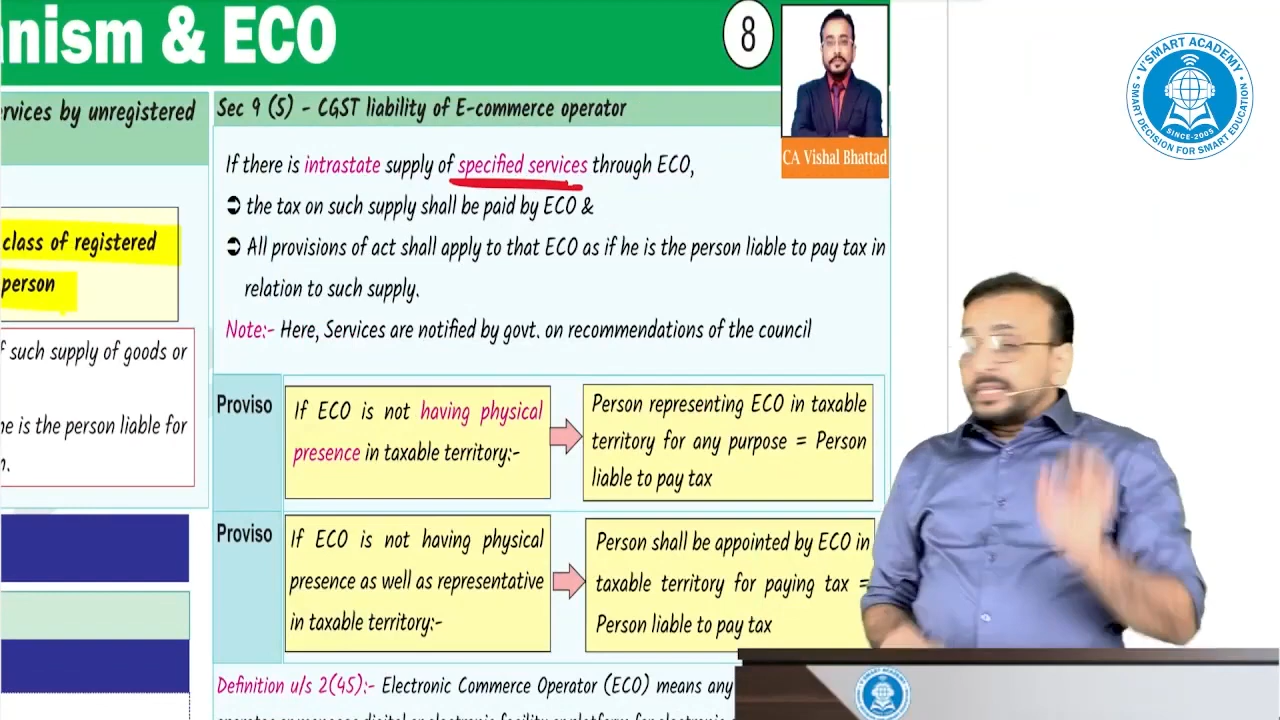 nism & ECO
8
CA Vishal Bhattad
V'SMART ACADEMY
SMART DECISION FOR SMART EDUCATION
SINCE-2005
rvices by unregistered
class of registered
person
f such supply of goods or
he is the person liable for
n.
Sec 9 (5) - CGST liability of E-commerce operator
If there is intrastate supply of specified services through ECO,
➲ the tax on such supply shall be paid by ECO &
➲ All provisions of act shall apply to that ECO as if he is the person liable to pay tax in
relation to such supply.
Note:- Here, Services are notified by govt. on recommendations of the council
Proviso
If ECO is not having physical
presence in taxable territory:-
Person representing ECO in taxable
territory for any purpose = Person
liable to pay tax
Proviso
If ECO is not having physical
presence as well as representative
in taxable territory:-
Person shall be appointed by ECO in
taxable territory for paying tax =
Person liable to pay tax
Definition u/s 2(45):- Electronic Commerce Operator (ECO) means any